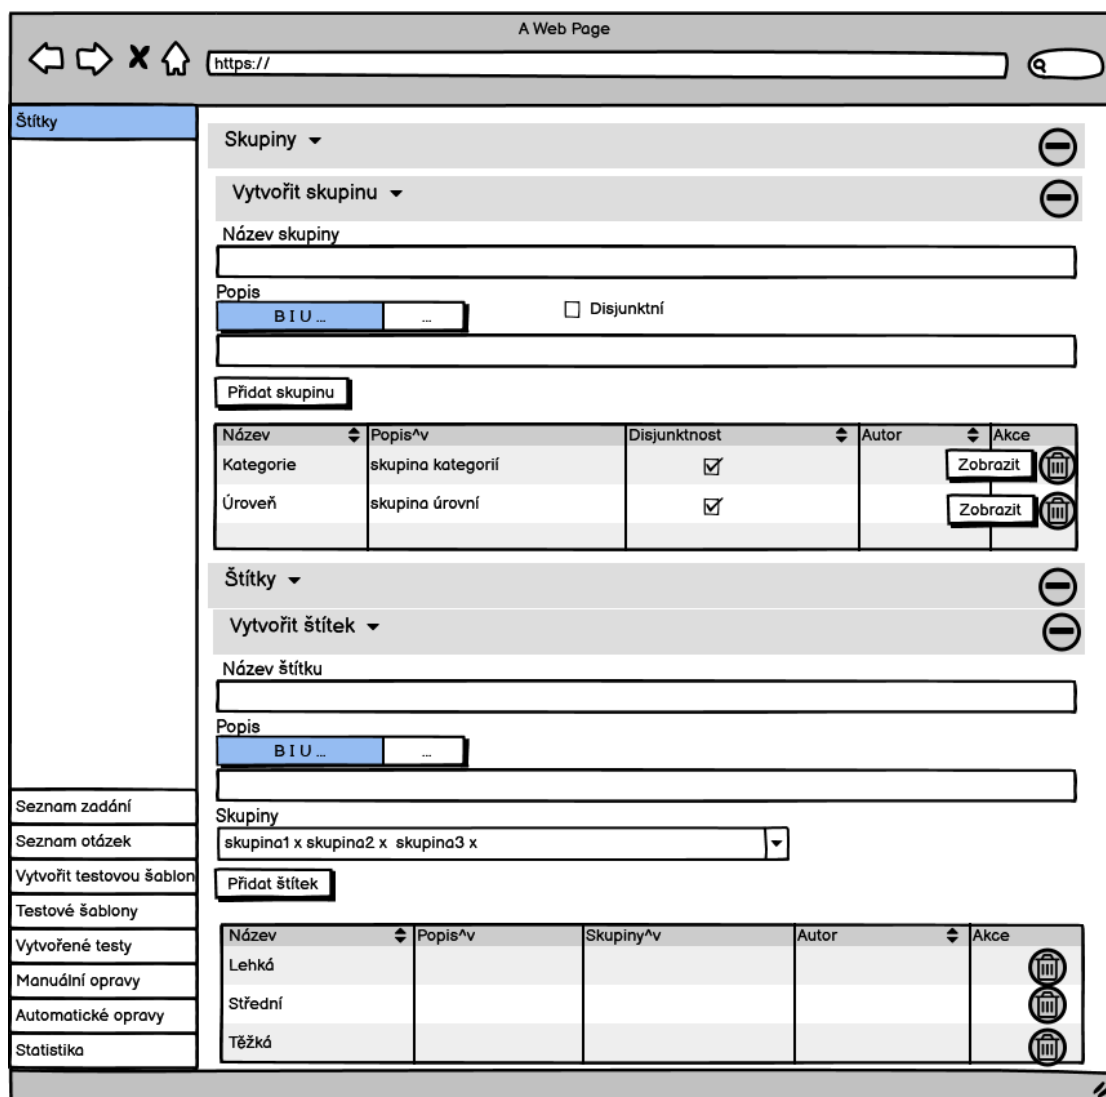 A Web Page
https://
Štítky
Skupiny
Vytvořit skupinu
Název skupiny
Popis
B I U ... ...
Disjunktní
Přidat skupinu
Název Popis^v Disjunktnost Autor Akce
Kategorie skupina kategorií Zobrazit
Úroveň skupina úrovní Zobrazit
Štítky
Vytvořit štítek
Název štítku
Popis
B I U ... ...
Skupiny
skupina1 x skupina2 x skupina3 x
Přidat štítek
Název Popis^v Skupiny^v Autor Akce
Lehká
Střední
Těžká
Seznam zadání
Seznam otázek
Vytvořit testovou šablon
Testové šablony
Vytvořené testy
Manuální opravy
Automatické opravy
Statistika